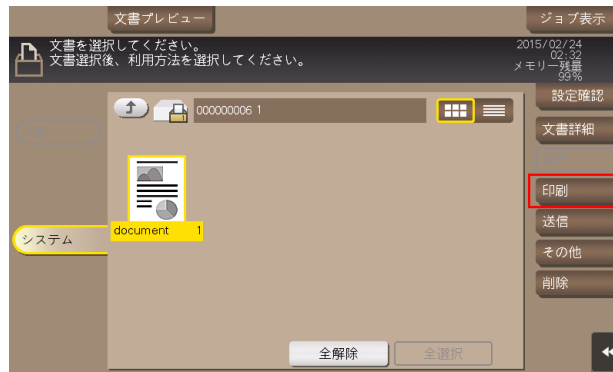 文書プレビュー
ジョブ表示
文書を選択してください。
文書選択後、利用方法を選択してください。
2015/02/24
02:32
メモリー残量
99%
設定確認
000000006 1
文書詳細
印刷
document 1
送信
システム
その他
削除
全解除
全選択